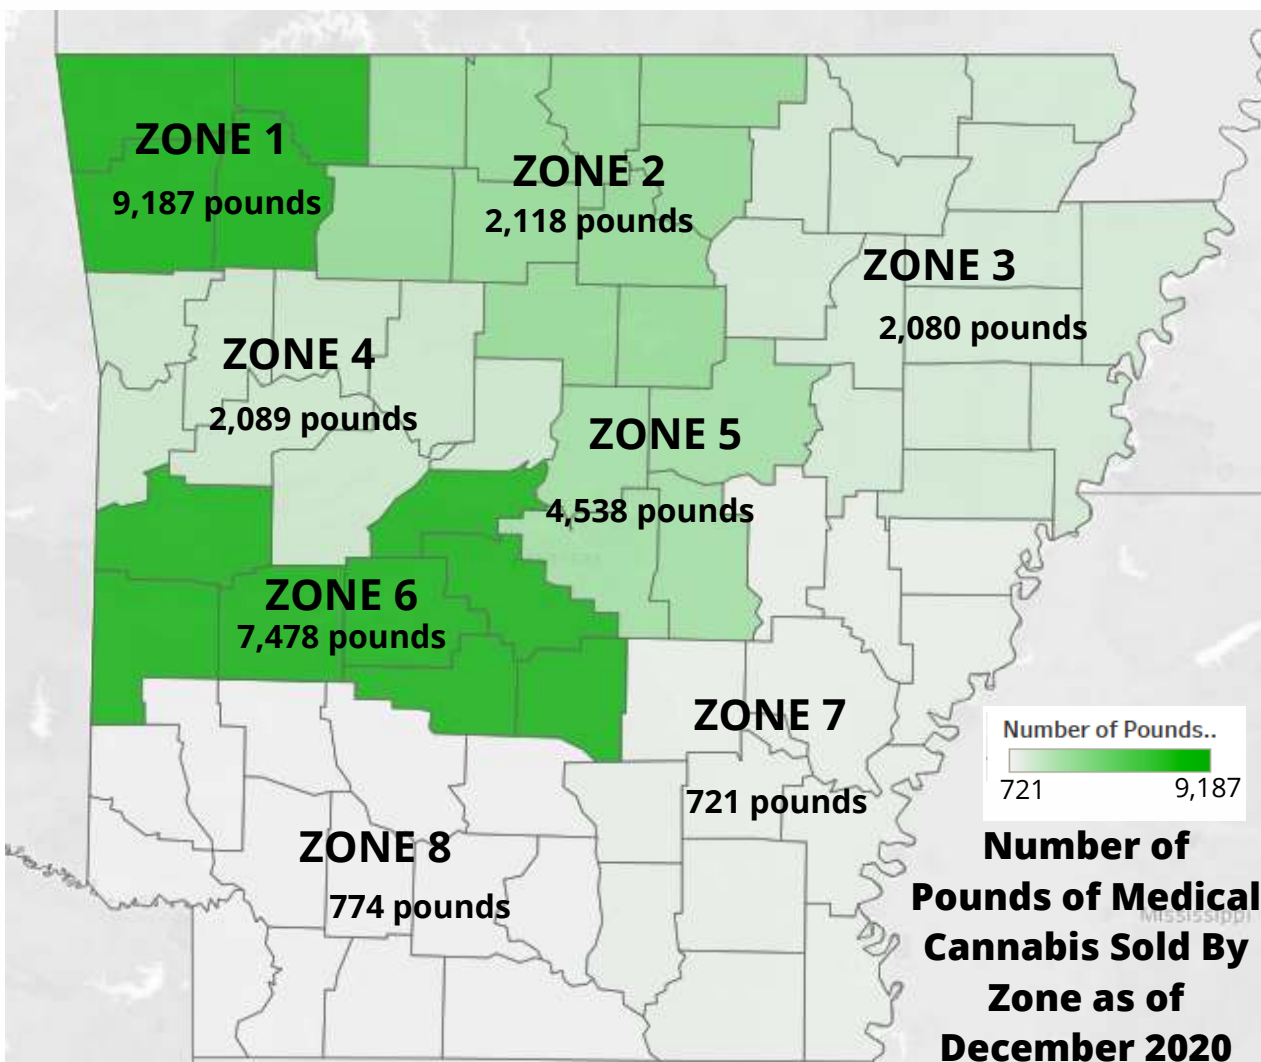 ZONE 1
9,187 pounds
ZONE 2
2,118 pounds
ZONE 3
2,080 pounds
ZONE 4
2,089 pounds
ZONE 5
4,538 pounds
ZONE 6
7,478 pounds
ZONE 7
721 pounds
ZONE 8
774 pounds
Number of Pounds..
721 9,187
Number of
Pounds of Medical
Mississippi
Cannabis Sold By
Zone as of
December 2020